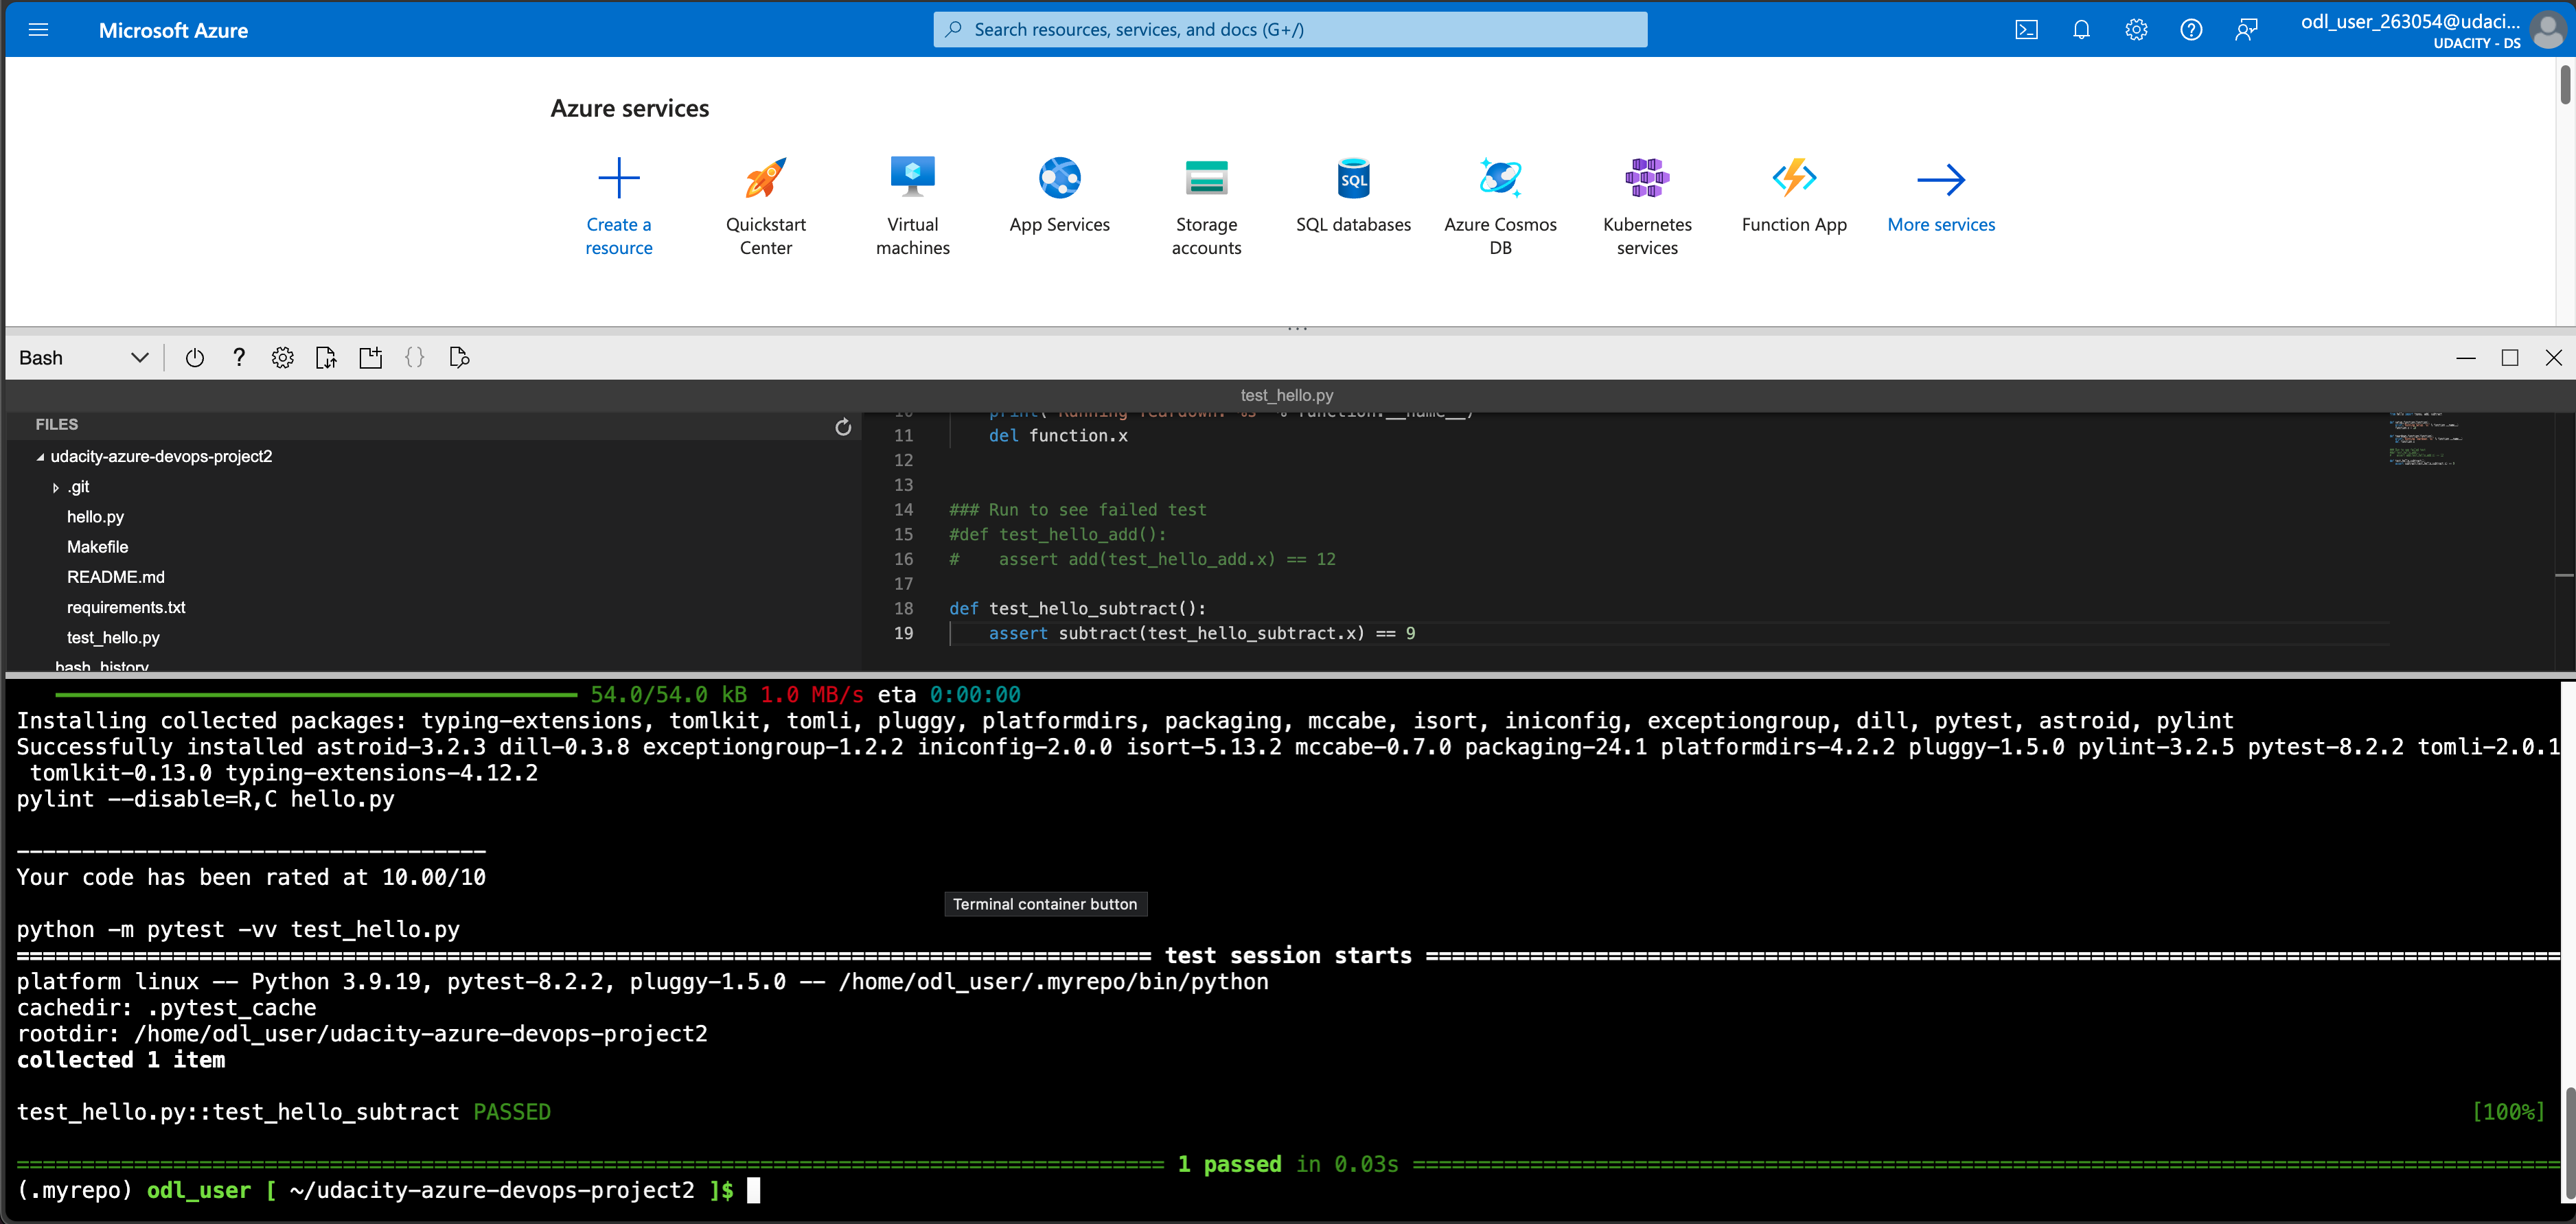 Microsoft Azure
Search resources, services, and docs (G+/)
odl_user_263054@udaci...
UDACITY - DS
Azure services
Create a resource
Quickstart Center
Virtual machines
App Services
Storage accounts
SQL
SQL databases
Azure Cosmos DB
Kubernetes services
Function App
More services
Bash
test_hello.py
FILES
udacity-azure-devops-project2
.git
hello.py
Makefile
README.md
requirements.txt
test_hello.py
bash_history
10 print("Running Teardown: %s" % function.__name__)
11 del function.x
12
13
14 ### Run to see failed test
15 #def test_hello_add():
16 #    assert add(test_hello_add.x) == 12
17
18 def test_hello_subtract():
19     assert subtract(test_hello_subtract.x) == 9
54.0/54.0 kB 1.0 MB/s eta 0:00:00
Installing collected packages: typing-extensions, tomlkit, tomli, pluggy, platformdirs, packaging, mccabe, isort, iniconfig, exceptiongroup, dill, pytest, astroid, pylint
Successfully installed astroid-3.2.3 dill-0.3.8 exceptiongroup-1.2.2 iniconfig-2.0.0 isort-5.13.2 mccabe-0.7.0 packaging-24.1 platformdirs-4.2.2 pluggy-1.5.0 pylint-3.2.5 pytest-8.2.2 tomli-2.0.1
tomlkit-0.13.0 typing-extensions-4.12.2
pylint --disable=R,C hello.py
------------------------------------
Your code has been rated at 10.00/10
Terminal container button
python -m pytest -vv test_hello.py
=== test session starts ===
platform linux -- Python 3.9.19, pytest-8.2.2, pluggy-1.5.0 -- /home/odl_user/.myrepo/bin/python
cachedir: .pytest_cache
rootdir: /home/odl_user/udacity-azure-devops-project2
collected 1 item
test_hello.py::test_hello_subtract PASSED [100%]
=== 1 passed in 0.03s ===
(.myrepo) odl_user [ ~/udacity-azure-devops-project2 ]$